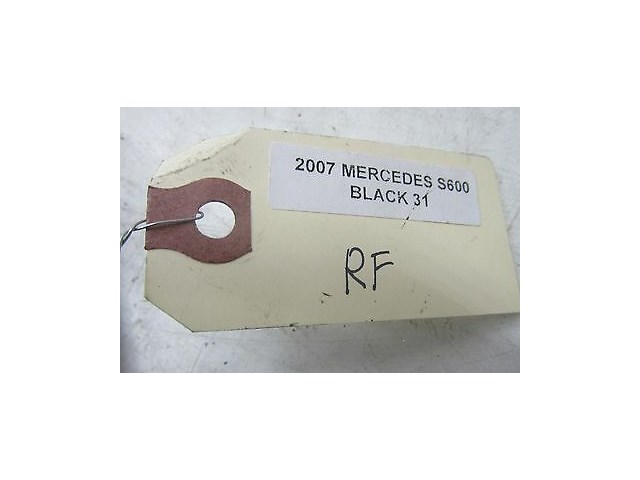 2007 MERCEDES S600
BLACK 31
RF